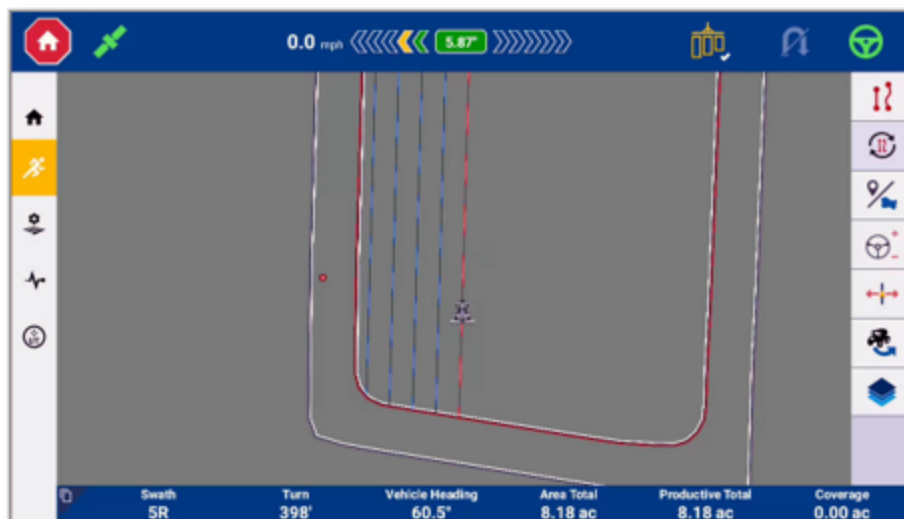 0.0 mph 5.87"
Swath Turn Vehicle Heading Area Total Productive Total Coverage
5R 398' 60.5° 8.18 ac 8.18 ac 0.00 ac